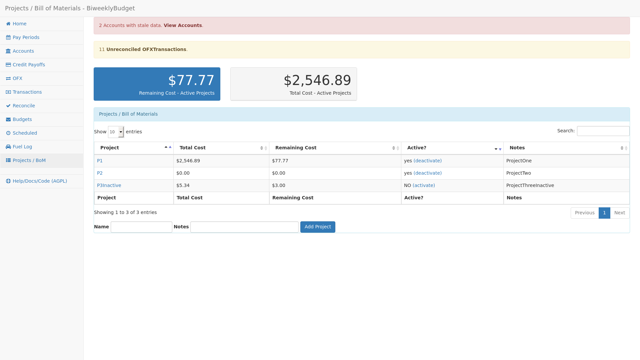 Projects / Bill of Materials - BiweeklyBudget
Home
Pay Periods
Accounts
Credit Payoffs
OFX
Transactions
Reconcile
Budgets
Scheduled
Fuel Log
Projects / BoM
Help/Docs/Code (AGPL)
2 Accounts with stale data. View Accounts.
11 Unreconciled OFXTransactions.
$77.77
Remaining Cost - Active Projects
$2,546.89
Total Cost - Active Projects
Projects / Bill of Materials
Show 10 entries
Search:
Project Total Cost Remaining Cost Active? Notes
P1 $2,546.89 $77.77 yes (deactivate) ProjectOne
P2 $0.00 $0.00 yes (deactivate) ProjectTwo
P3Inactive $5.34 $3.00 NO (activate) ProjectThreeInactive
Project Total Cost Remaining Cost Active? Notes
Showing 1 to 3 of 3 entries
Previous 1 Next
Name Notes Add Project